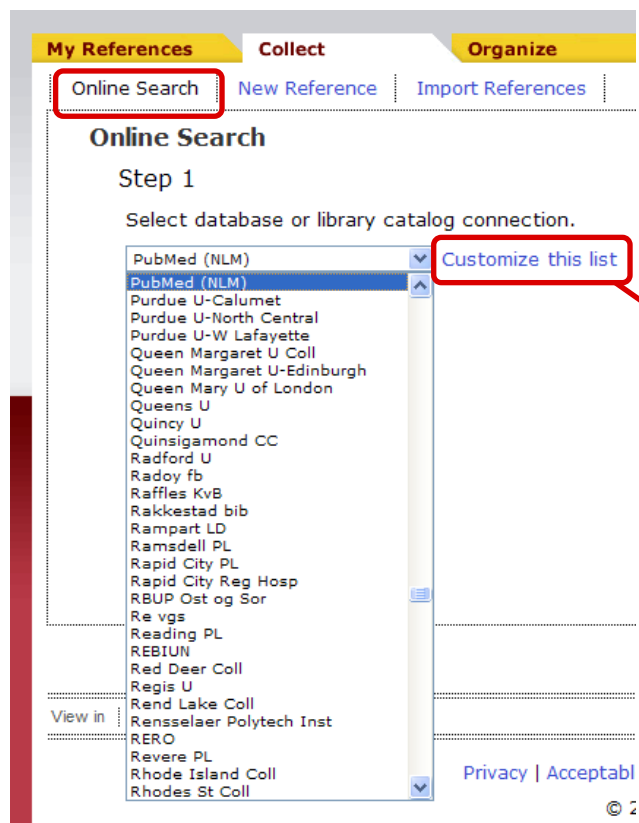 My References Collect Organize
Online Search New Reference Import References
Online Search
Step 1
Select database or library catalog connection.
PubMed (NLM) Customize this list
PubMed (NLM)
Purdue U-Calumet
Purdue U-North Central
Purdue U-W Lafayette
Queen Margaret U Coll
Queen Margaret U-Edinburgh
Queen Mary U of London
Queens U
Quincy U
Quinsigamond CC
Radford U
Radoy fb
Raffles KvB
Rakkestad bib
Rampart LD
Ramsdell PL
Rapid City PL
Rapid City Reg Hosp
RBUP Ost og Sor
Re vgs
Reading PL
REBIUN
Red Deer Coll
Regis U
Rend Lake Coll
View in Rensselaer Polytech Inst
RERO
Revere PL
Rhode Island Coll Privacy | Acceptabl
Rhodes St Coll
© 2